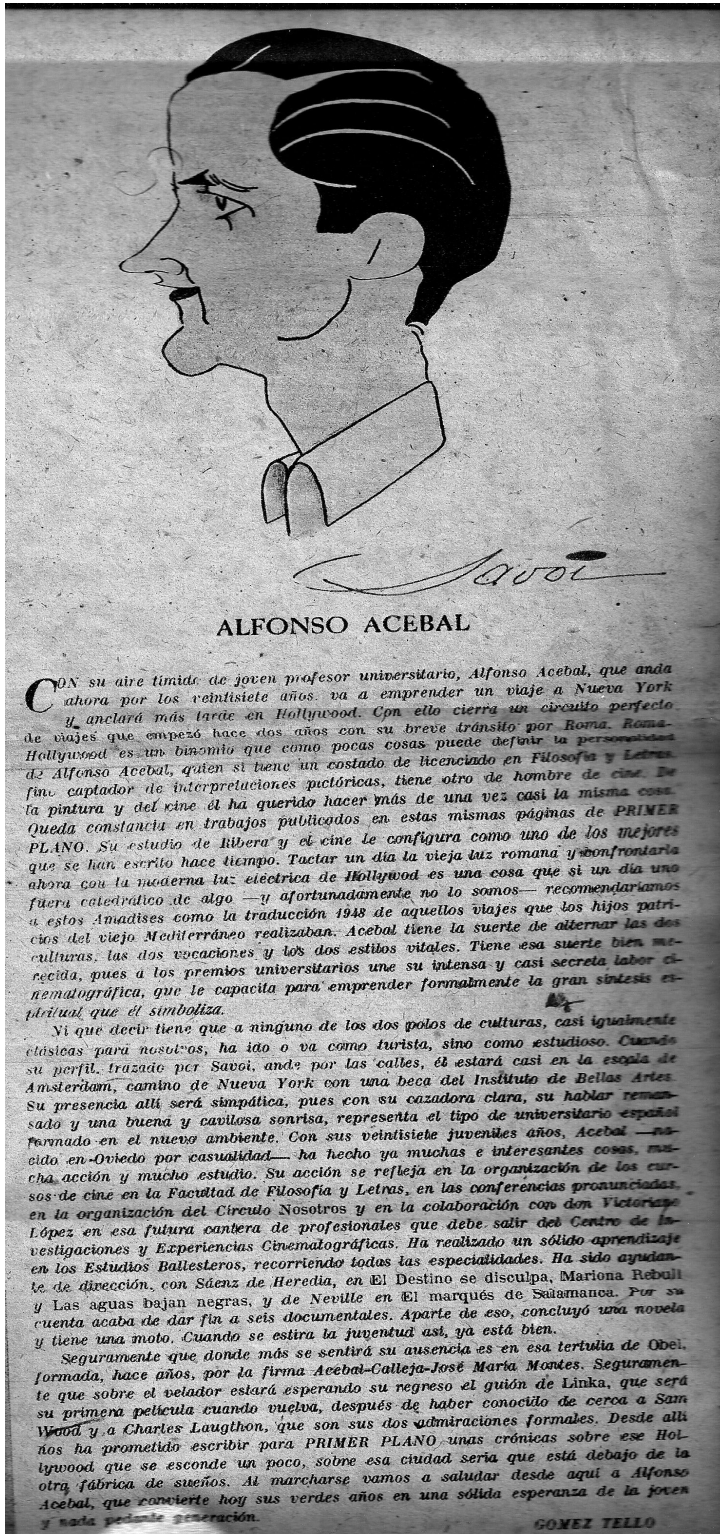 Savoi
ALFONSO ACEBAL
CON su aire timido de joven profesor universitario, Alfonso Acebal, que anda
ahora por los veintisiete años, va a emprender un viaje a Nueva York
y anclará más tarde en Hollywood. Con ello cierra un circuito perfecto
de viajes que empezó hace dos años con su breve tránsito por Roma. Roma-
Hollywood es un binomio que como pocas cosas puede definir la personalidad
de Alfonso Acebal, quien si tiene un costado de licenciado en Filosofía y Letras,
fino captador de interpretaciones pictóricas, tiene otro de hombre de cine. De
la pintura y del cine él ha querido hacer más de una vez casi la misma cosa.
Queda constancia en trabajos publicados en estas mismas páginas de PRIMER
PLANO. Su estudio de Ribera y el cine le configura como uno de los mejores
que se han escrito hace tiempo. Tactar un día la vieja luz romana y confrontarla
ahora con la moderna luz eléctrica de Hollywod es una cosa que si un día uno
fuera catedrático de algo —y afortunadamente no lo somos— recomendaríamos
a estos Amadises como la traducción 1948 de aquellos viajes que los hijos patri-
cios del viejo Mediterráneo realizaban. Acebal tiene la suerte de alternar las dos
culturas, las dos vocaciones y los dos estilos vitales. Tiene esa suerte bien me-
recida, pues a los premios universitarios une su intensa y casi secreta labor ci-
nematográfica, que le capacita para emprender formalmente la gran síntesis es-
piritual que él simboliza.
Ni que decir tiene que a ninguno de los dos polos de culturas, casi igualmente
clásicas para nosotros, ha ido o va como turista, sino como estudioso. Cuando
su perfil, trazado por Savoi, ande por las calles, él estará casi en la escala de
Amsterdam, camino de Nueva York con una beca del Instituto de Bellas Artes.
Su presencia allí será simpática, pues con su cazadora clara, su hablar reman-
sado y una buena y cavilosa sonrisa, representa el tipo de universitario español
formado en el nuevo ambiente. Con sus veintisiete juveniles años, Acebal —na-
cido en Oviedo por casualidad— ha hecho ya muchas e interesantes cosas, mu-
cha acción y mucho estudio. Su acción se refleja en la organización de los cur-
sos de cine en la Facultad de Filosofía y Letras, en las conferencias pronunciadas,
en la organización del Círculo Nosotros y en la colaboración con don Victoriano
López en esa futura cantera de profesionales que debe salir del Centro de In-
vestigaciones y Experiencias Cinematográficas. Ha realizado un sólido aprendizaje
en los Estudios Ballesteros, recorriendo todas las especialidades. Ha sido ayudan-
te de dirección, con Sáenz de Heredia, en El Destino se disculpa, Mariona Rebull
y Las aguas bajan negras, y de Neville en El marqués de Salamanca. Por su
cuenta acaba de dar fin a seis documentales. Aparte de eso, concluyó una novela
y tiene una moto. Cuando se estira la juventud así, ya está bien.
Seguramente que donde más se sentirá su ausencia es en esa tertulia de Obel,
formada, hace años, por la firma Acebal-Calleja-José María Montes. Seguramen-
te que sobre el velador estará esperando su regreso el guión de Linka, que será
su primera película cuando vuelva, después de haber conocido de cerca a Sam
Wood y a Charles Laugthon, que son sus dos admiraciones formales. Desde allí
nos ha prometido escribir para PRIMER PLANO unas crónicas sobre ese Hol-
lywood que se esconde un poco, sobre esa ciudad seria que está debajo de la
otra fábrica de sueños. Al marcharse vamos a saludar desde aquí a Alfonso
Acebal, que convierte hoy sus verdes años en una sólida esperanza de la joven
y nada pedante generación.
GOMEZ TELLO